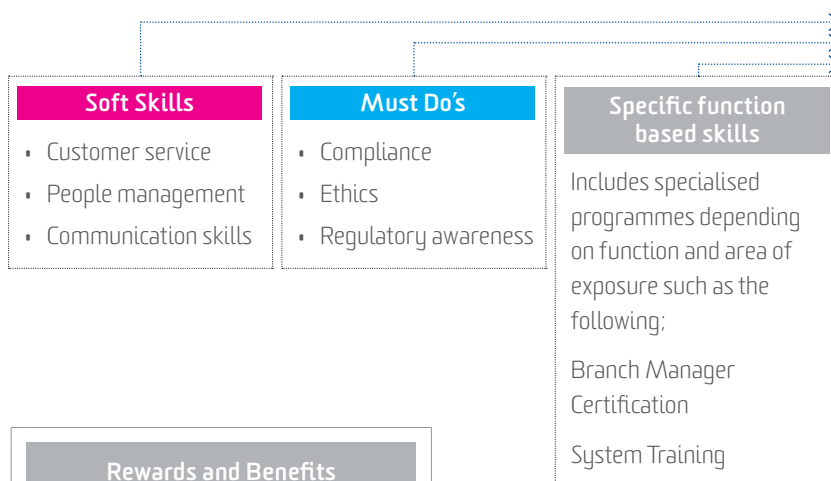 Soft Skills
• Customer service
• People management
• Communication skills
Must Do's
• Compliance
• Ethics
• Regulatory awareness
Specific function
based skills
Includes specialised
programmes depending
on function and area of
exposure such as the
following;
Branch Manager
Certification
System Training
Rewards and Benefits